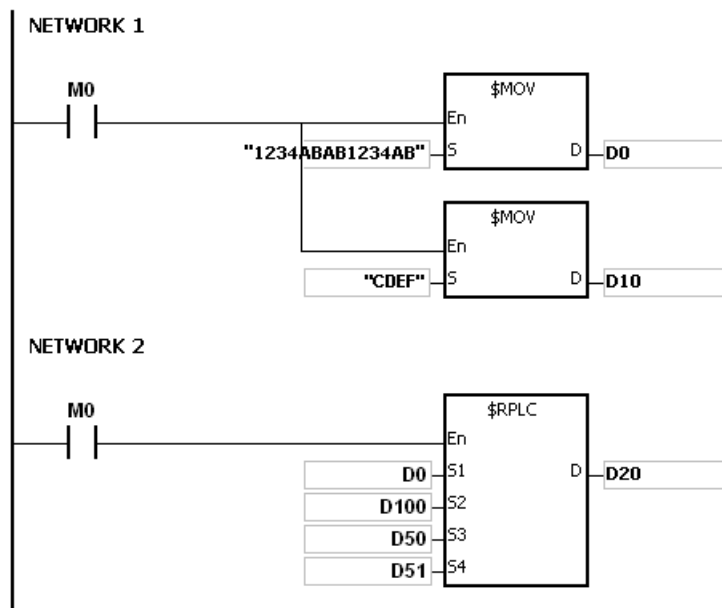 NETWORK 1
M0
$MOV
En
"1234ABAB1234AB" S D D0
$MOV
En
"CDEF" S D D10
NETWORK 2
M0
$RPLC
En
D0 S1 D D20
D100 S2
D50 S3
D51 S4